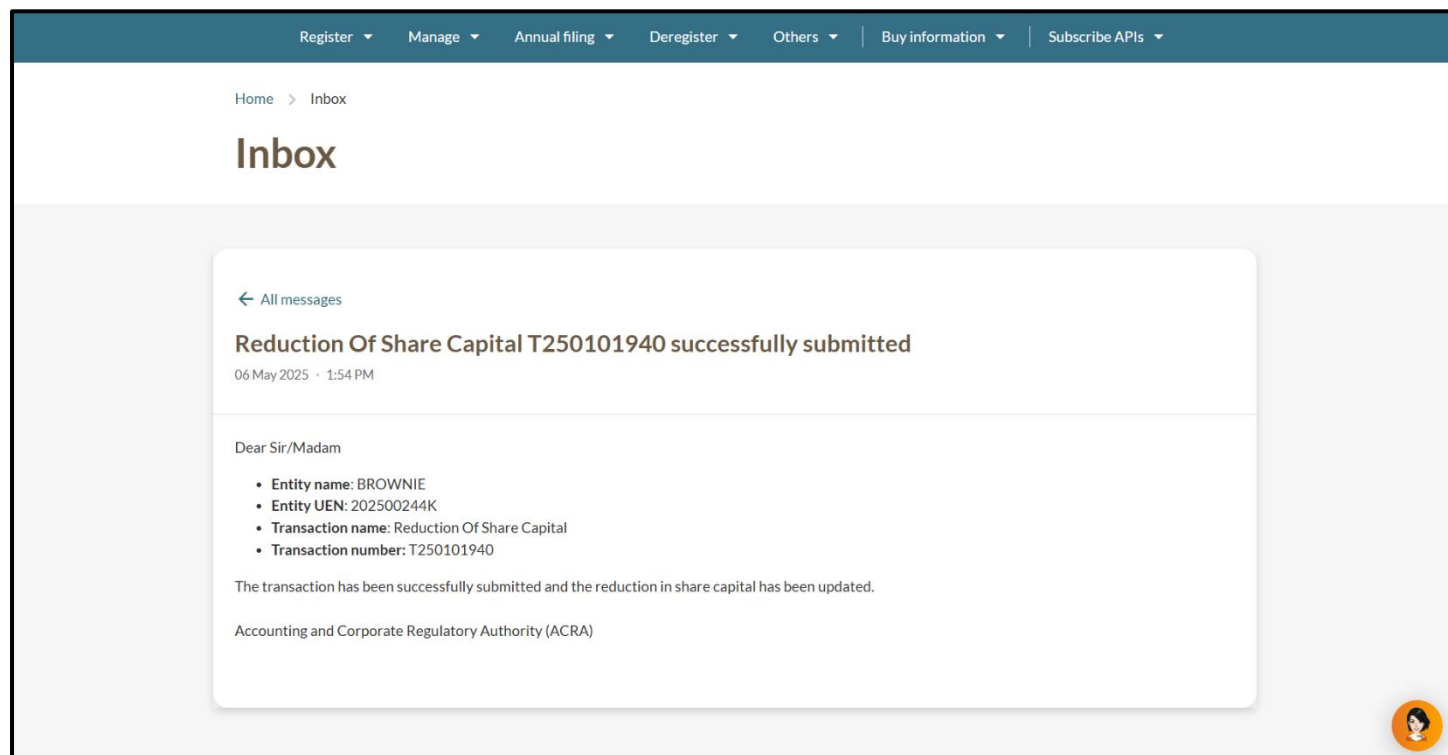 Register Manage Annual filing Deregister Others Buy information Subscribe APIs
Home > Inbox
Inbox
← All messages
Reduction Of Share Capital T250101940 successfully submitted
06 May 2025 · 1:54 PM
Dear Sir/Madam
• Entity name: BROWNIE
• Entity UEN: 202500244K
• Transaction name: Reduction Of Share Capital
• Transaction number: T250101940
The transaction has been successfully submitted and the reduction in share capital has been updated.
Accounting and Corporate Regulatory Authority (ACRA)